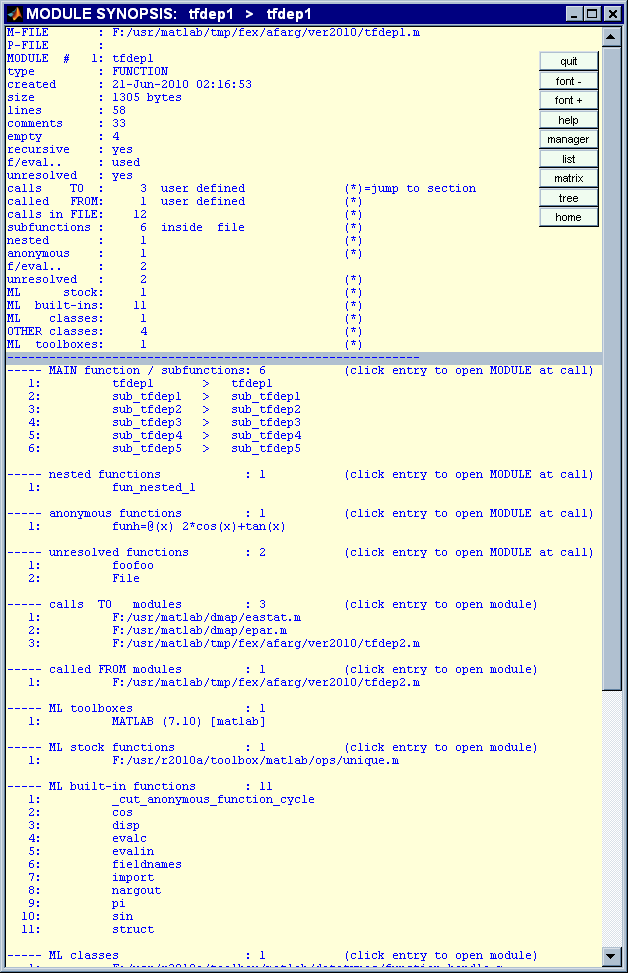 MODULE SYNOPSIS:   tfdep1   >   tfdep1
M-FILE       : F:/usr/matlab/tmp/fex/afarg/ver2010/tfdep1.m
P-FILE       :
MODULE  #   1: tfdep1
type         : FUNCTION
created      : 21-Jun-2010 02:16:53
size         : 1305 bytes
lines        : 58
comments     : 33
empty        : 4
recursive    : yes
f/eval..     : used
unresolved   : yes
calls    TO  :     3  user defined              (*)=jump to section
called   FROM:     1  user defined              (*)
calls in FILE:    12                            (*)
subfunctions :     6  inside  file              (*)
nested       :     1                            (*)
anonymous    :     1                            (*)
f/eval..     :     2
unresolved   :     2                            (*)
ML      stock:     1                            (*)
ML  built-ins:    11                            (*)
ML    classes:     1                            (*)
OTHER classes:     4                            (*)
ML  toolboxes:     1                            (*)
quit
font -
font +
help
manager
list
matrix
tree
home
-----------------------------------------------------------
----- MAIN function / subfunctions: 6           (click entry to open MODULE at call)
1:          tfdep1       >   tfdep1
2:          sub_tfdep1   >   sub_tfdep1
3:          sub_tfdep2   >   sub_tfdep2
4:          sub_tfdep3   >   sub_tfdep3
5:          sub_tfdep4   >   sub_tfdep4
6:          sub_tfdep5   >   sub_tfdep5
----- nested functions            : 1           (click entry to open MODULE at call)
1:          fun_nested_1
----- anonymous functions         : 1           (click entry to open MODULE at call)
1:          funh=@(x) 2*cos(x)+tan(x)
----- unresolved functions        : 2           (click entry to open MODULE at call)
1:          foofoo
2:          File
----- calls  TO   modules         : 3           (click entry to open module)
1:          F:/usr/matlab/dmap/eastat.m
2:          F:/usr/matlab/dmap/epar.m
3:          F:/usr/matlab/tmp/fex/afarg/ver2010/tfdep2.m
----- called FROM modules         : 1           (click entry to open module)
1:          F:/usr/matlab/tmp/fex/afarg/ver2010/tfdep2.m
----- ML toolboxes                : 1
1:          MATLAB (7.10) [matlab]
----- ML stock functions          : 1           (click entry to open module)
1:          F:/usr/r2010a/toolbox/matlab/ops/unique.m
----- ML built-in functions       : 11
1:          _cut_anonymous_function_cycle
2:          cos
3:          disp
4:          evalc
5:          evalin
6:          fieldnames
7:          import
8:          nargout
9:          pi
10:          sin
11:          struct
----- ML classes                  : 1           (click entry to open module)